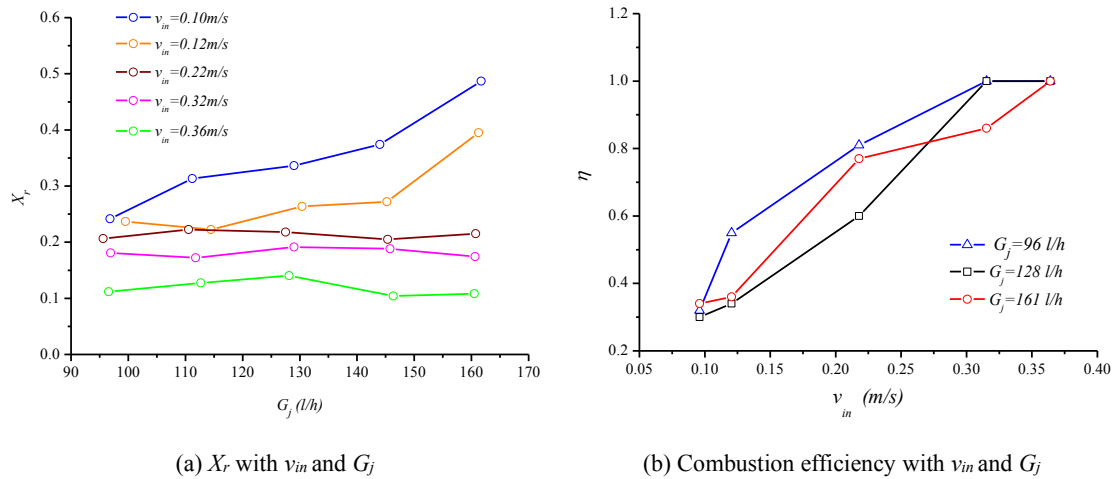 0.6
0.5
0.4
0.3
0.2
0.1
0.0
X_r
v_in=0.10m/s
v_in=0.12m/s
v_in=0.22m/s
v_in=0.32m/s
v_in=0.36m/s
90 100 110 120 130 140 150 160 170
G_j (l/h)
(a) X_r with v_in and G_j
1.2
1.0
0.8
0.6
0.4
0.2
η
G_j=96 l/h
G_j=128 l/h
G_j=161 l/h
0.05 0.10 0.15 0.20 0.25 0.30 0.35 0.40
v_in (m/s)
(b) Combustion efficiency with v_in and G_j